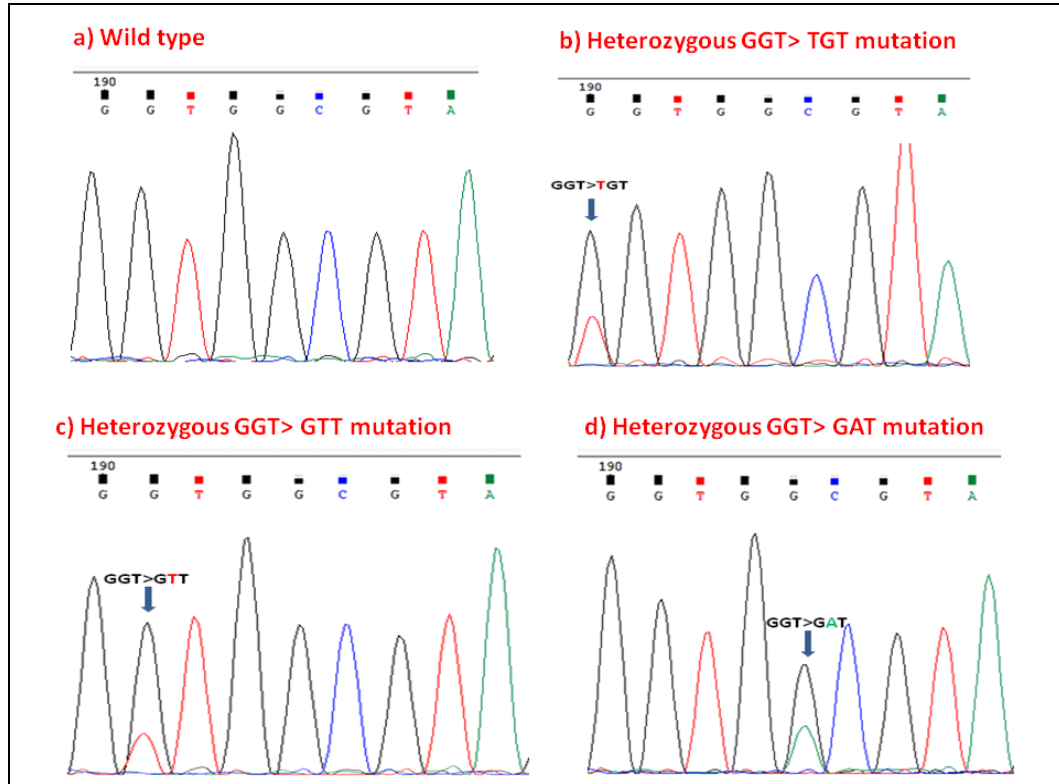 a) Wild type
190
G G T G G C G T A
b) Heterozygous GGT> TGT mutation
190
G G T G G C G T A
GGT>TGT
c) Heterozygous GGT> GTT mutation
190
G G T G G C G T A
GGT>GTT
d) Heterozygous GGT> GAT mutation
190
G G T G G C G T A
GGT>GAT